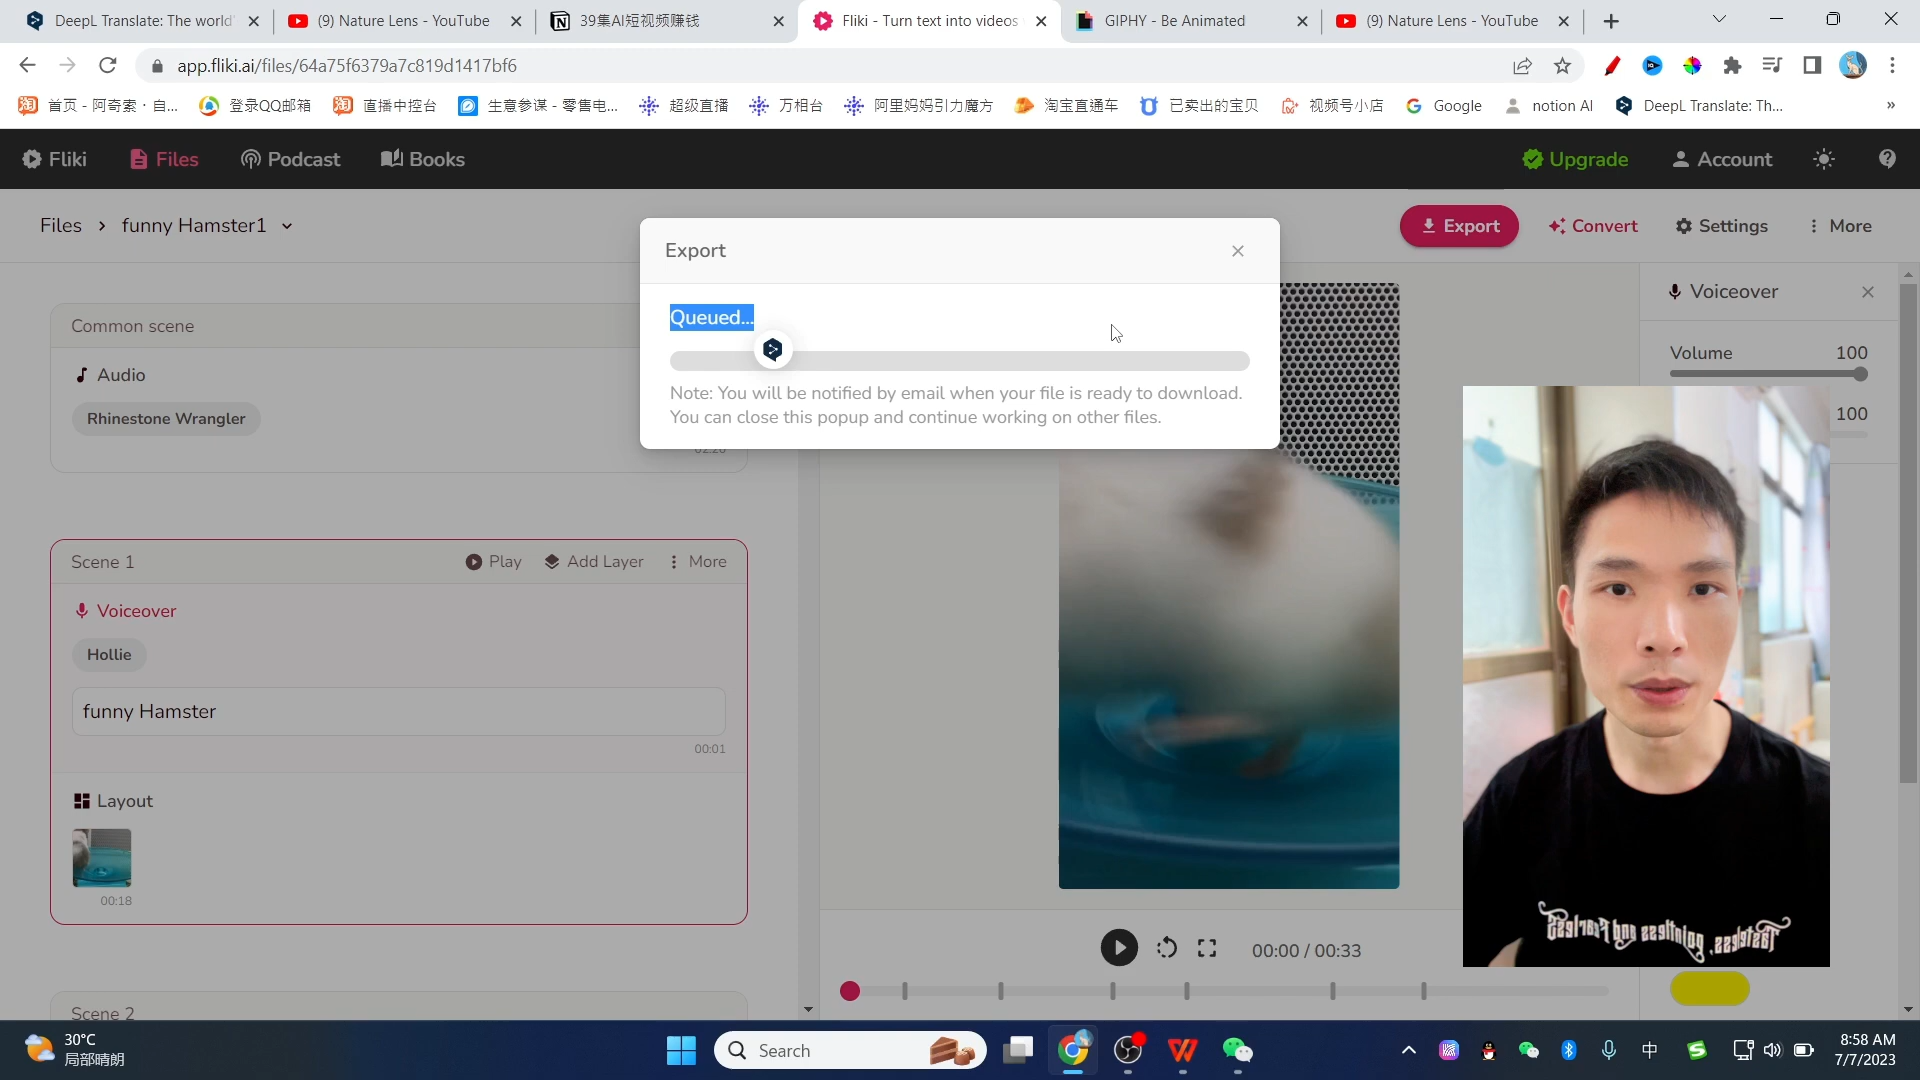 DeepL Translate: The world'
(9) Nature Lens - YouTube
39集AI短视频赚钱
Fliki - Turn text into videos
GIPHY - Be Animated
(9) Nature Lens - YouTube
app.fliki.ai/files/64a75f6379a7c819d1417bf6
首页 - 阿奇索 · 自...
登录QQ邮箱
直播中控台
生意参谋 - 零售电...
超级直播
万相台
阿里妈妈引力魔方
淘宝直通车
已卖出的宝贝
视频号小店
Google
notion AI
DeepL Translate: Th...
Fliki
Files
Podcast
Books
Upgrade
Account
Files
funny Hamster1
Export
Convert
Settings
More
Export
Queued...
Note: You will be notified by email when your file is ready to download.
You can close this popup and continue working on other files.
Common scene
Audio
Rhinestone Wrangler
02:20
Scene 1
Play
Add Layer
More
Voiceover
Hollie
funny Hamster
00:01
Layout
00:18
Scene 2
Voiceover
Volume
100
100
Tasteless, pointless and Fearless
00:00 / 00:33
30°C
局部晴朗
Search
中
8:58 AM
7/7/2023